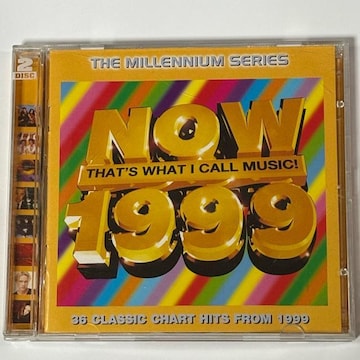 2
DISC
THE MILLENNIUM SERIES
NOW
THAT'S WHAT I CALL MUSIC!
1999
36 CLASSIC CHART HITS FROM 1999